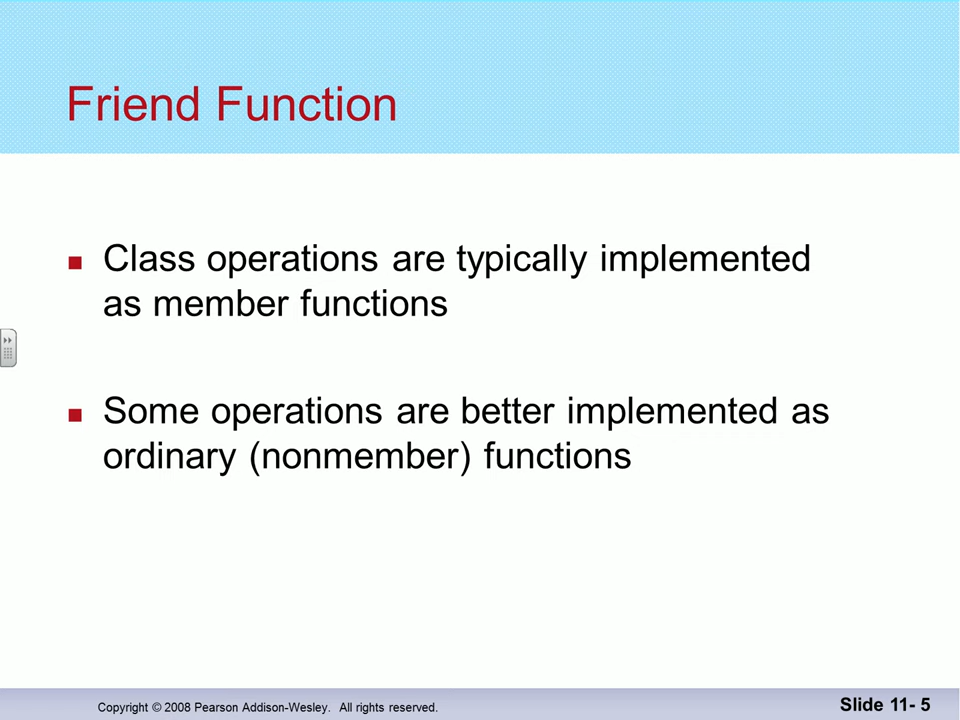 Friend Function
Class operations are typically implemented
as member functions
Some operations are better implemented as
ordinary (nonmember) functions
Copyright © 2008 Pearson Addison-Wesley. All rights reserved.
Slide 11- 5